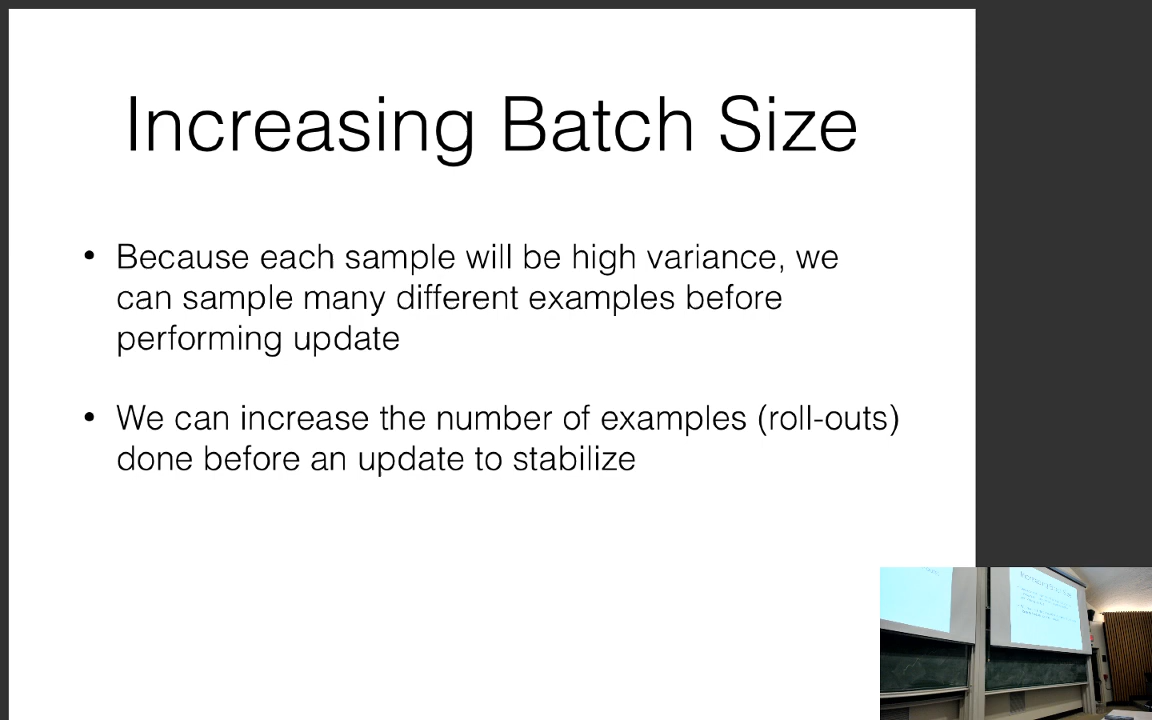 Increasing Batch Size
• Because each sample will be high variance, we
can sample many different examples before
performing update
• We can increase the number of examples (roll-outs)
done before an update to stabilize